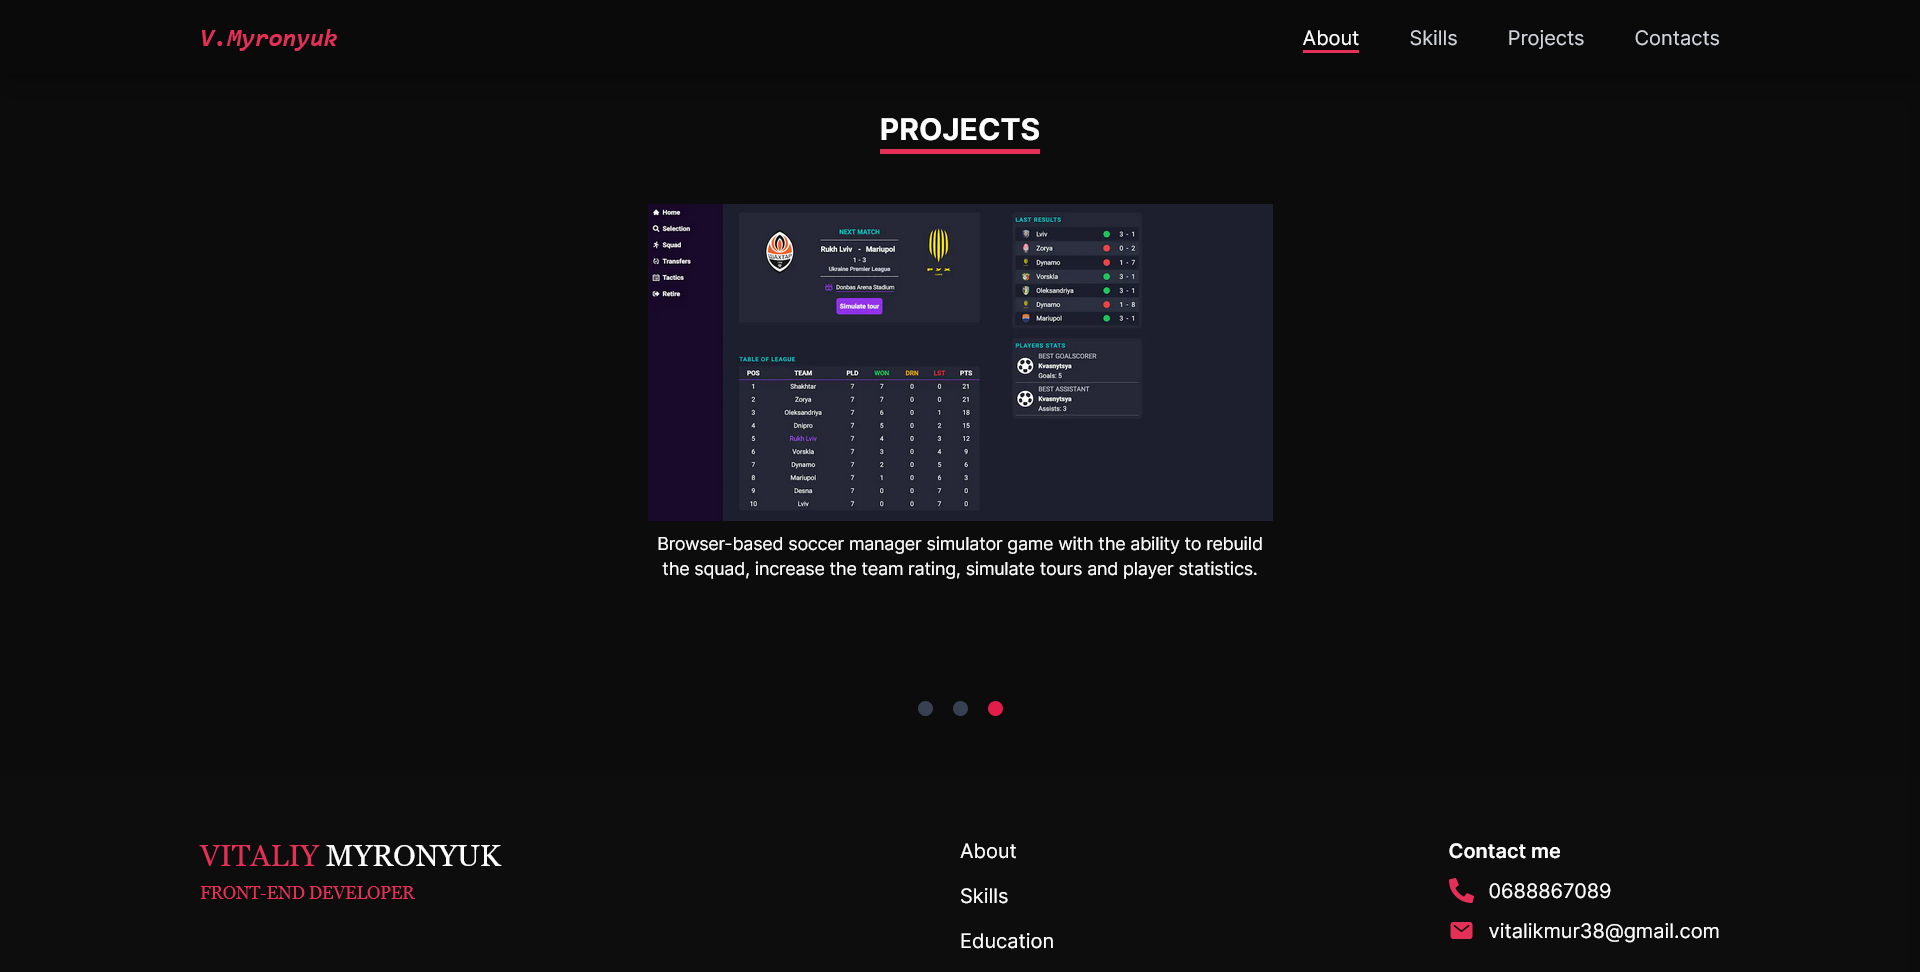 V.Myronyuk
About Skills Projects Contacts
PROJECTS
Home
Selection
Squad
Transfers
Tactics
Retire
NEXT MATCH
Rukh Lviv - Mariupol
1 - 3
Ukraine Premier League
Donbas Arena Stadium
Simulate tour
TABLE OF LEAGUE
POS TEAM PLD WON DRN LST PTS
1 Shakhtar 7 7 0 0 21
2 Zorya 7 7 0 0 21
3 Oleksandriya 7 6 0 1 18
4 Dnipro 7 5 0 2 15
5 Rukh Lviv 7 4 0 3 12
6 Vorskla 7 3 0 4 9
7 Dynamo 7 2 0 5 6
8 Mariupol 7 1 0 6 3
9 Desna 7 0 0 7 0
10 Lviv 7 0 0 7 0
LAST RESULTS
Lviv 3 - 1
Zorya 0 - 2
Dynamo 1 - 7
Vorskla 3 - 1
Oleksandriya 3 - 1
Dynamo 1 - 8
Mariupol 3 - 1
PLAYERS STATS
BEST GOALSCORER
Kvasnytsya
Goals: 5
BEST ASSISTANT
Kvasnytsya
Assists: 3
Browser-based soccer manager simulator game with the ability to rebuild
the squad, increase the team rating, simulate tours and player statistics.
VITALIY MYRONYUK
FRONT-END DEVELOPER
About
Skills
Education
Contact me
0688867089
vitalikmur38@gmail.com